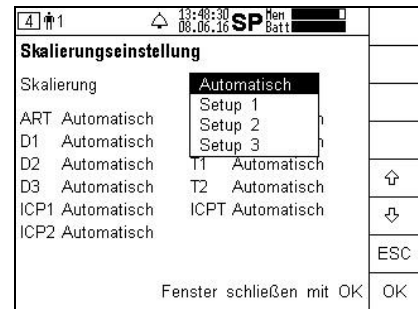 4 1 13:48:30 SP Mem
08.06.16 Batt
Skalierungseinstellung
Skalierung Automatisch
Setup 1
Setup 2
Setup 3
ART Automatisch
D1 Automatisch
D2 Automatisch T1 Automatisch
D3 Automatisch T2 Automatisch
ICP1 Automatisch ICPT Automatisch
ICP2 Automatisch
ESC
Fenster schließen mit OK OK